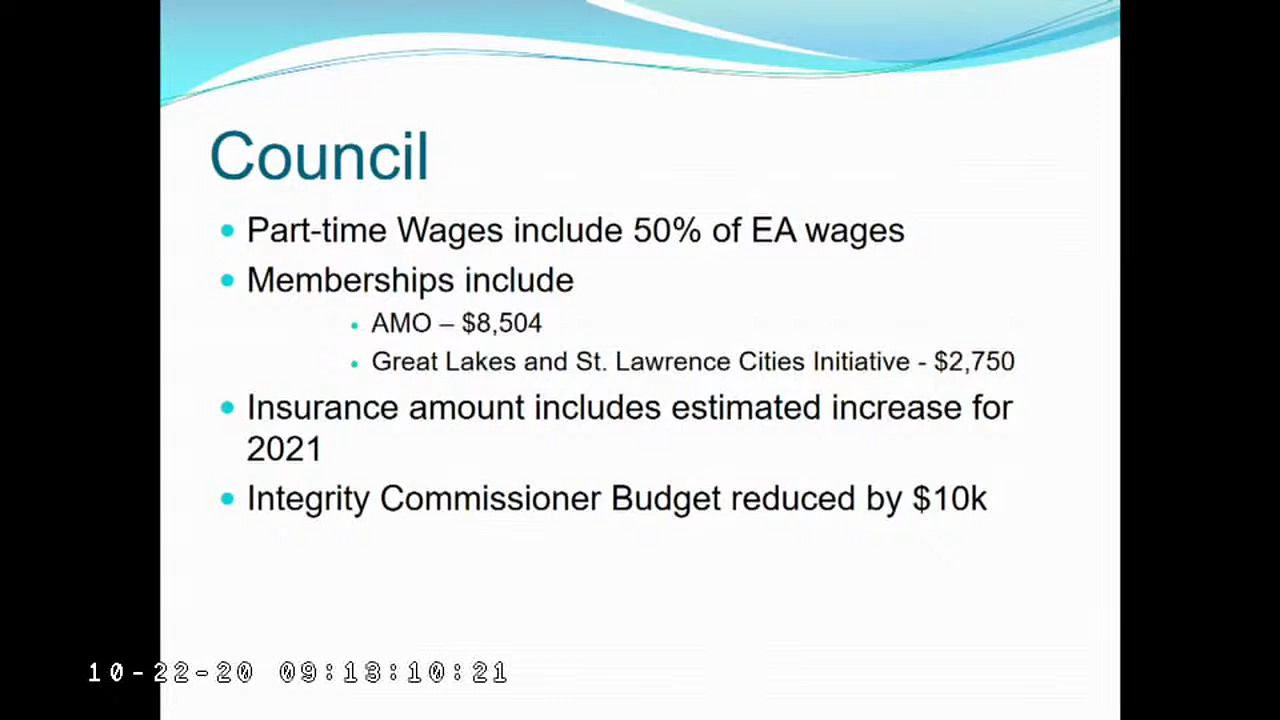 Council
Part-time Wages include 50% of EA wages
Memberships include
AMO – $8,504
Great Lakes and St. Lawrence Cities Initiative - $2,750
Insurance amount includes estimated increase for
2021
Integrity Commissioner Budget reduced by $10k
10-22-20 09:13:10:21